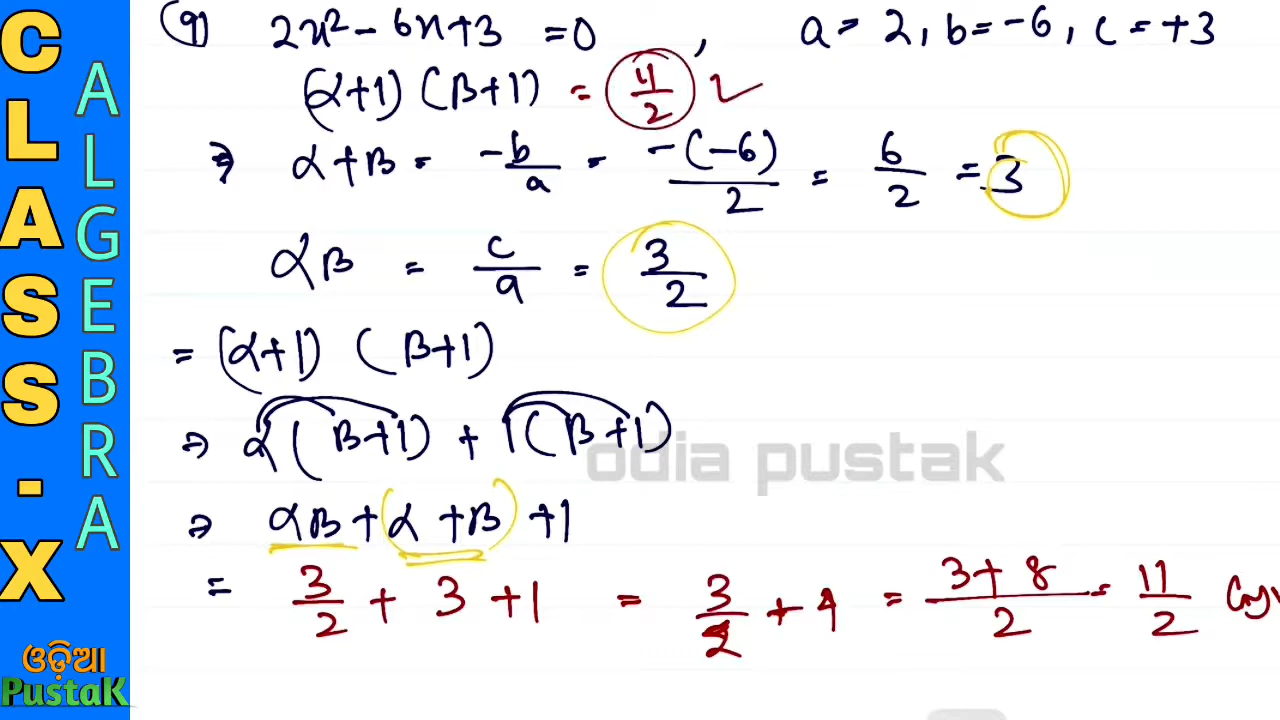 CLASS-X
ALGEBRA
ଓଡ଼ିଆ
PustaK
(9) 2x² - 6x + 3 = 0 , a = 2, b = -6, c = +3
(α+1) (β+1) = 11/2
⇒ α + β = -b/a = -(-6)/2 = 6/2 = 3
αβ = c/a = 3/2
= (α+1) (β+1)
⇒ α(β+1) + 1(β+1)
odia pustak
⇒ αβ + (α + β) + 1
= 3/2 + 3 + 1 = 3/2 + 4 = 3+8/2 = 11/2